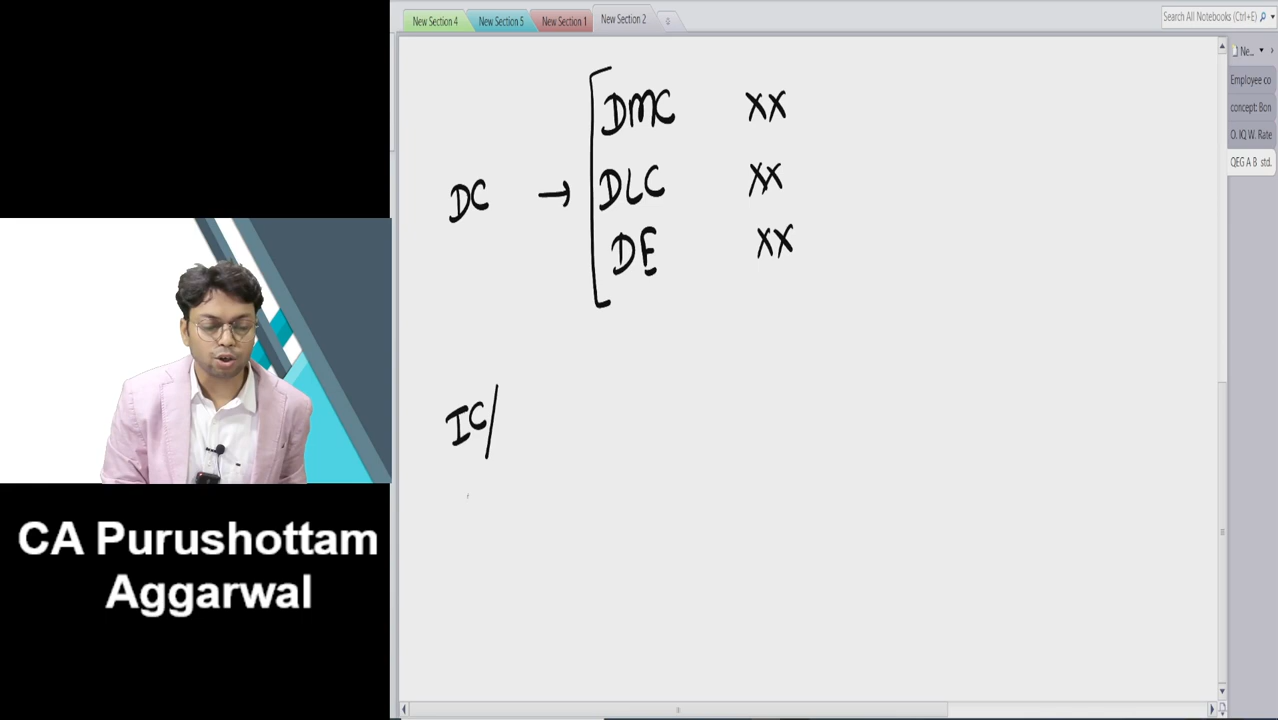 New Section 4 New Section 5 New Section 1 New Section 2
Search All Notebooks (Ctrl+E)
Ne...
Employee co
concept: Bon
O. IQ W. Rate
QEG A B std.
DMC XX
DC → DLC XX
DE XX
IC/
CA Purushottam
Aggarwal